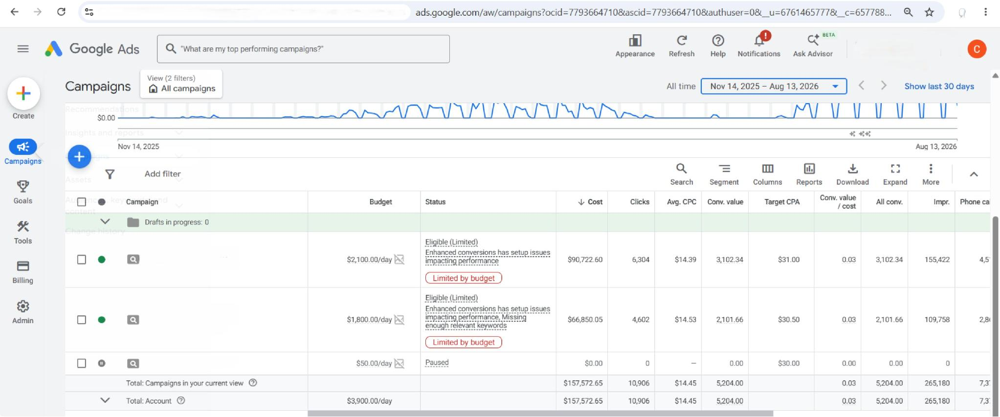 ads.google.com/aw/campaigns?ocid=7793664710&ascid=7793664710&authuser=0&__u=6761465777&__c=657788...
Google Ads
"What are my top performing campaigns?"
Appearance
Refresh
Help
Notifications
!
Ask Advisor
BETA
C
Create
Campaigns
Goals
Tools
Billing
Admin
Campaigns
View (2 filters)
All campaigns
All time
Nov 14, 2025 – Aug 13, 2026
Show last 30 days
Recommendations
$0.00
Insights and reports
Nov 14, 2025
Aug 13, 2026
Assets
Add filter
Search
Segment
Columns
Reports
Download
Expand
More
Campaign
Budget
Status
Cost
Clicks
Avg. CPC
Conv. value
Target CPA
Conv. value
/ cost
All conv.
Impr.
Phone ca
content
Drafts in progress: 0
Change history
$2,100.00/day
Eligible (Limited)
Enhanced conversions has setup issues
impacting performance
Limited by budget
$90,722.60
6,304
$14.39
3,102.34
$31.00
0.03
3,102.34
155,422
4,5
$1,800.00/day
Eligible (Limited)
Enhanced conversions has setup issues
impacting performance, Missing
enough relevant keywords
Limited by budget
$66,850.05
4,602
$14.53
2,101.66
$30.50
0.03
2,101.66
109,758
2,8
$50.00/day
Paused
$0.00
0
–
0.00
$30.00
0.00
0.00
0
Total: Campaigns in your current view
$157,572.65
10,906
$14.45
5,204.00
0.03
5,204.00
265,180
7,3
Total: Account
$3,900.00/day
$157,572.65
10,906
$14.45
5,204.00
0.03
5,204.00
265,180
7,3